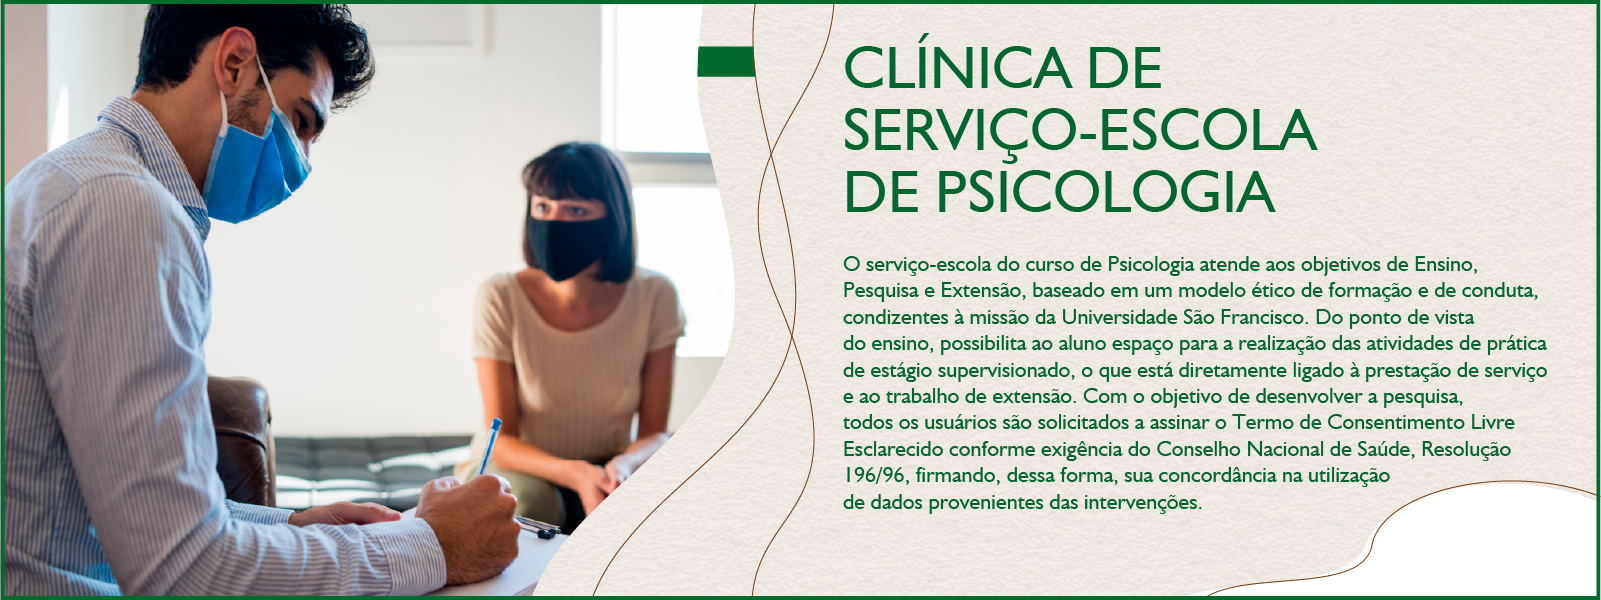 CLÍNICA DE
SERVIÇO-ESCOLA
DE PSICOLOGIA
O serviço-escola do curso de Psicologia atende aos objetivos de Ensino,
Pesquisa e Extensão, baseado em um modelo ético de formação e de conduta,
condizentes à missão da Universidade São Francisco. Do ponto de vista
do ensino, possibilita ao aluno espaço para a realização das atividades de prática
de estágio supervisionado, o que está diretamente ligado à prestação de serviço
e ao trabalho de extensão. Com o objetivo de desenvolver a pesquisa,
todos os usuários são solicitados a assinar o Termo de Consentimento Livre
Esclarecido conforme exigência do Conselho Nacional de Saúde, Resolução
196/96, firmando, dessa forma, sua concordância na utilização
de dados provenientes das intervenções.